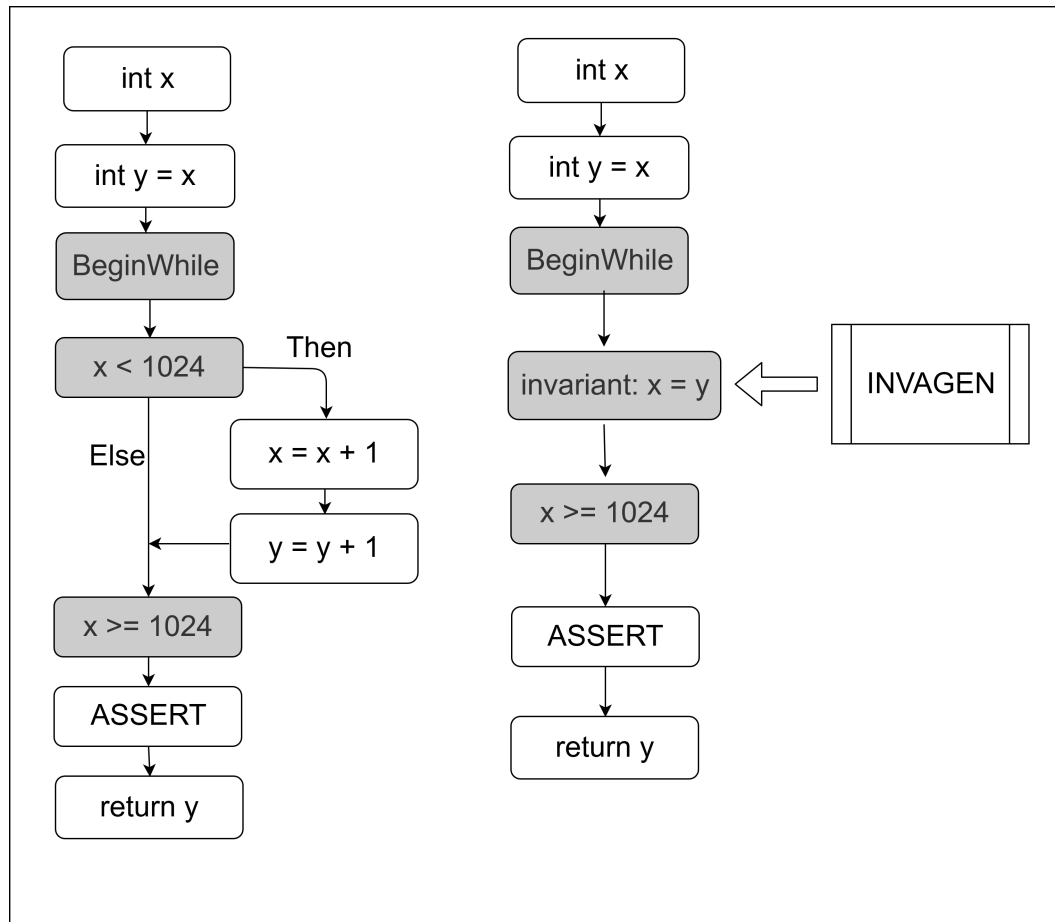 int x
int y = x
BeginWhile
x < 1024
Then
x = x + 1
Else
y = y + 1
x >= 1024
ASSERT
return y
int x
int y = x
BeginWhile
invariant: x = y
INVAGEN
x >= 1024
ASSERT
return y